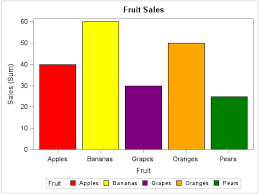 Fruit Sales
Sales (Sum)
60
50
40
30
20
10
0
Apples Bananas Grapes Oranges Pears
Fruit
Fruit Apples Bananas Grapes Oranges Pears